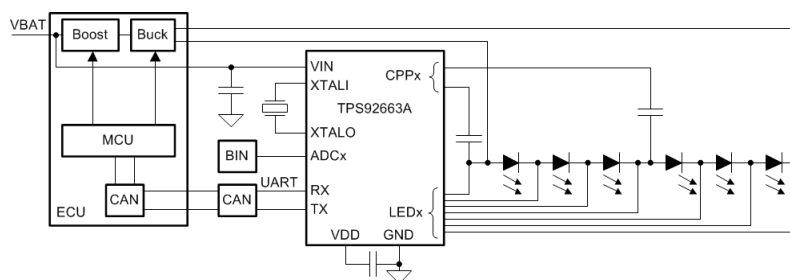 VBAT
Boost
Buck
MCU
CAN
ECU
CAN
BIN
UART
VIN
XTALI
CPPx
TPS92663A
XTALO
ADCx
RX
TX
LEDx
VDD
GND